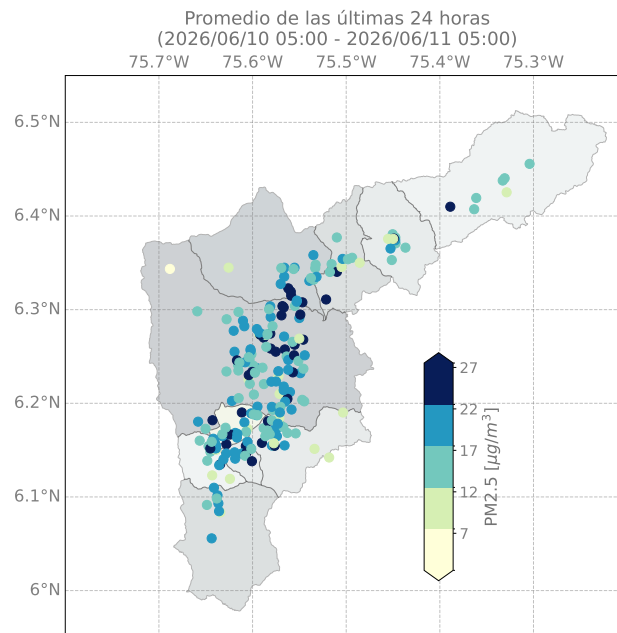 Promedio de las últimas 24 horas
(2026/06/10 05:00 - 2026/06/11 05:00)
75.7°W 75.6°W 75.5°W 75.4°W 75.3°W
6.5°N
6.4°N
6.3°N
6.2°N
6.1°N
6°N
27
22
17
12
7
PM2.5 [μg/m³]